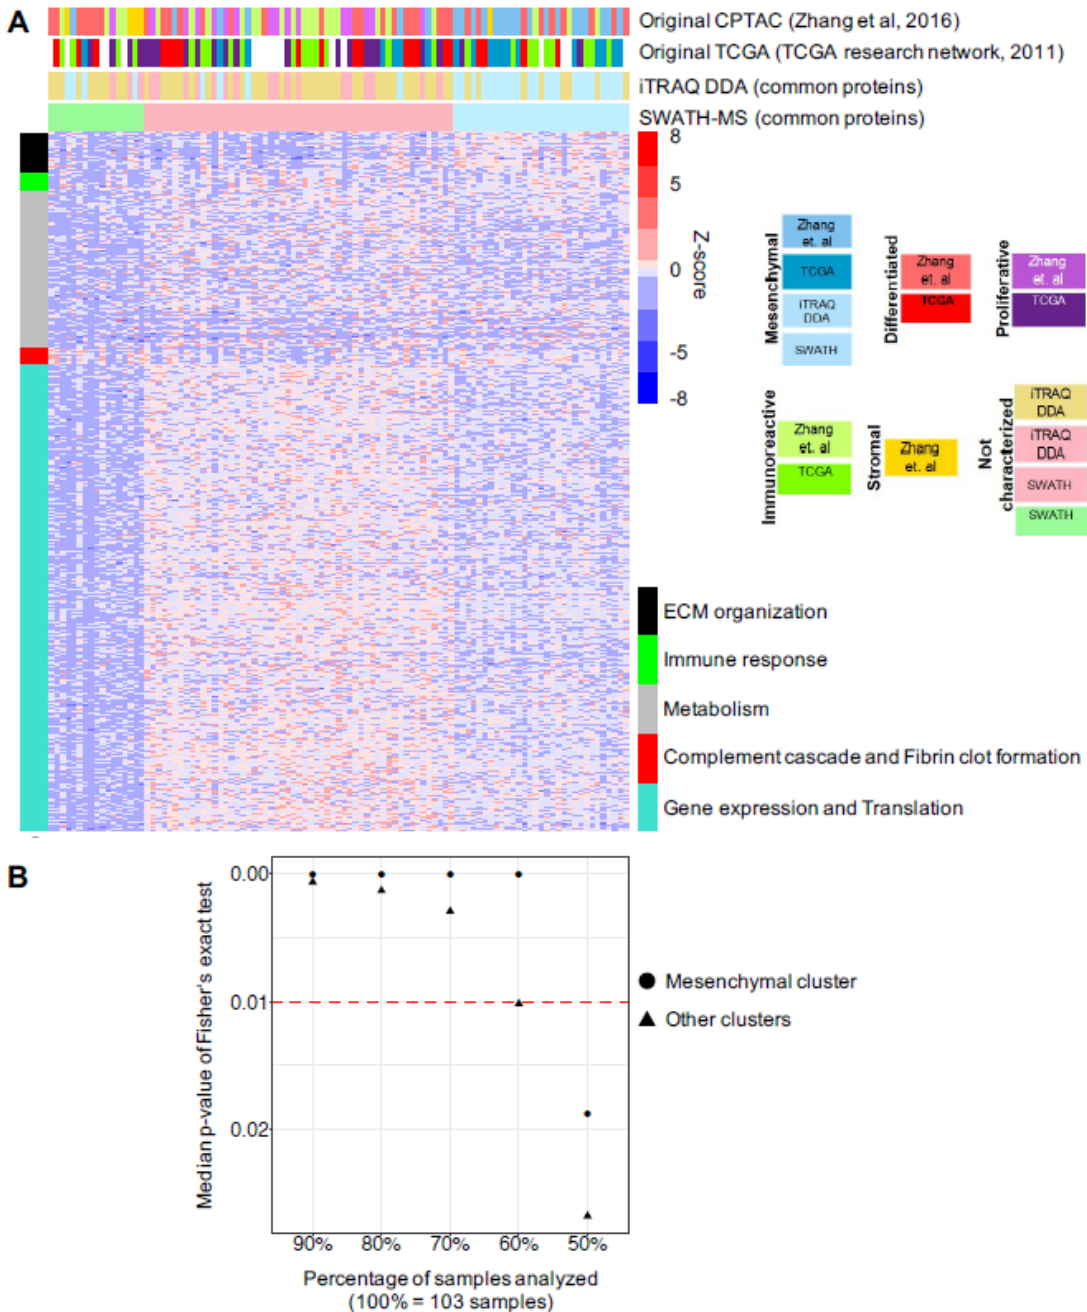 A
Original CPTAC (Zhang et al, 2016)
Original TCGA (TCGA research network, 2011)
iTRAQ DDA (common proteins)
SWATH-MS (common proteins)
8
5
0
-5
-8
Z-score
Mesenchymal
Zhang
et. al
TCGA
iTRAQ
DDA
SWATH
Differentiated
Zhang
et. al
TCGA
Proliferative
Zhang
et. al
TCGA
Immunoreactive
Zhang
et. al
TCGA
Stromal
Zhang
et. al
Not
characterized
iTRAQ
DDA
iTRAQ
DDA
SWATH
SWATH
ECM organization
Immune response
Metabolism
Complement cascade and Fibrin clot formation
Gene expression and Translation
B
Median p-value of Fisher's exact test
0.00
0.01
0.02
90% 80% 70% 60% 50%
Percentage of samples analyzed
(100% = 103 samples)
Mesenchymal cluster
Other clusters